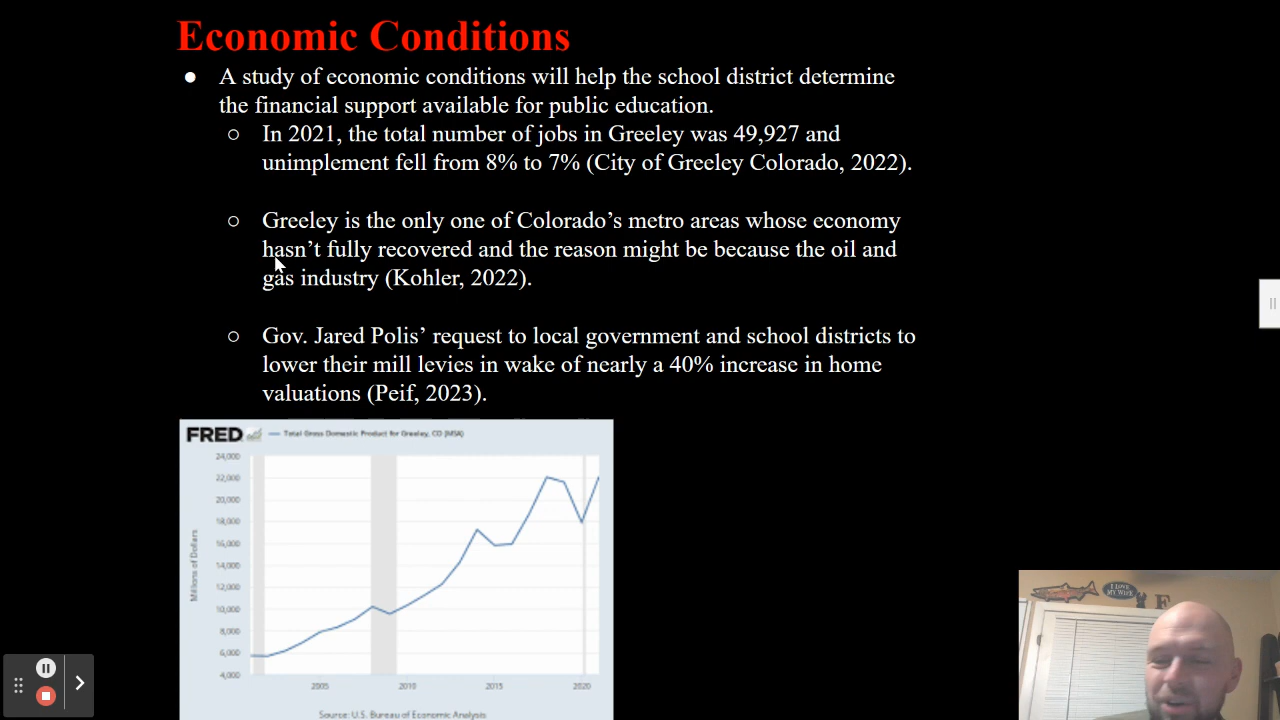 Economic Conditions
● A study of economic conditions will help the school district determine
the financial support available for public education.
○ In 2021, the total number of jobs in Greeley was 49,927 and
unimplement fell from 8% to 7% (City of Greeley Colorado, 2022).
○ Greeley is the only one of Colorado’s metro areas whose economy
hasn’t fully recovered and the reason might be because the oil and
gas industry (Kohler, 2022).
○ Gov. Jared Polis’ request to local government and school districts to
lower their mill levies in wake of nearly a 40% increase in home
valuations (Peif, 2023).
FRED — Total Gross Domestic Product for Greeley, CO (MSA)
24,000
22,000
20,000
18,000
16,000
14,000
12,000
10,000
8,000
6,000
4,000
Millions of Dollars
2005 2010 2015 2020
Source: U.S. Bureau of Economic Analysis
I LOVE
MY WIFE
F